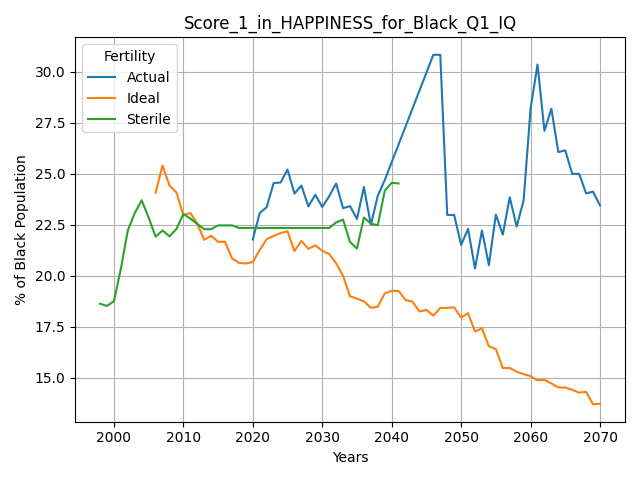 Score_1_in_HAPPINESS_for_Black_Q1_IQ
Fertility
Actual
Ideal
Sterile
% of Black Population
30.0
27.5
25.0
22.5
20.0
17.5
15.0
2000 2010 2020 2030 2040 2050 2060 2070
Years